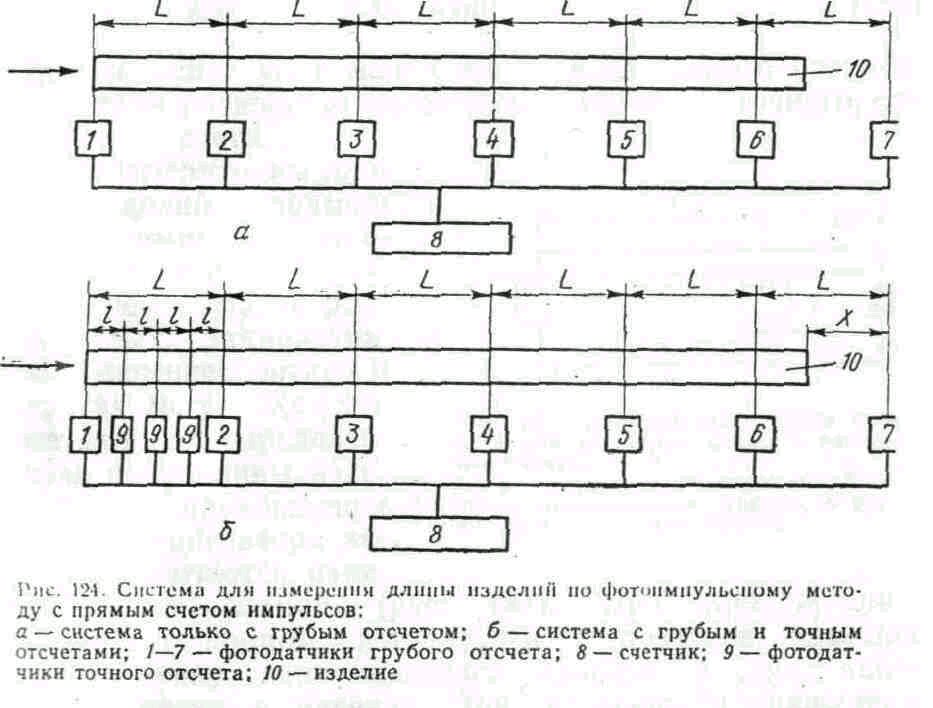 L L L L L L
10
1 2 3 4 5 6 7
8
а
L L L L L L
l l l l
X
10
1 9 9 9 2 3 4 5 6 7
8
б
Рис. 124. Система для измерения длины изделий по фотоимпульсному мето-
ду с прямым счетом импульсов:
а — система только с грубым отсчетом; б — система с грубым и точным
отсчетами; 1—7 — фотодатчики грубого отсчета; 8 — счетчик; 9 — фотодат-
чики точного отсчета; 10 — изделие